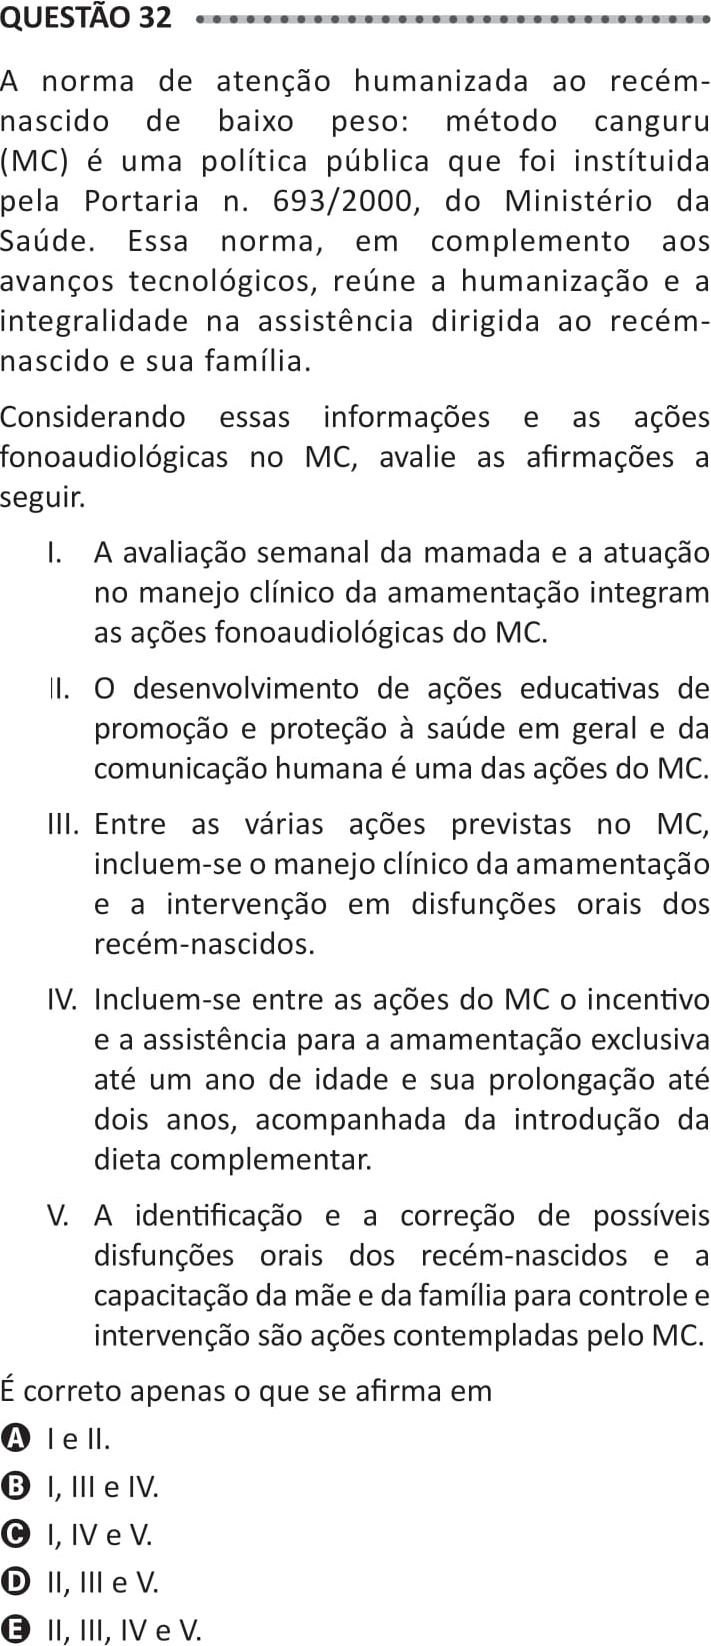 QUESTÃO 32
A norma de atenção humanizada ao recém-
nascido de baixo peso: método canguru
(MC) é uma política pública que foi instítuida
pela Portaria n. 693/2000, do Ministério da
Saúde. Essa norma, em complemento aos
avanços tecnológicos, reúne a humanização e a
integralidade na assistência dirigida ao recém-
nascido e sua família.
Considerando essas informações e as ações
fonoaudiológicas no MC, avalie as afirmações a
seguir.
I. A avaliação semanal da mamada e a atuação
no manejo clínico da amamentação integram
as ações fonoaudiológicas do MC.
II. O desenvolvimento de ações educativas de
promoção e proteção à saúde em geral e da
comunicação humana é uma das ações do MC.
III. Entre as várias ações previstas no MC,
incluem-se o manejo clínico da amamentação
e a intervenção em disfunções orais dos
recém-nascidos.
IV. Incluem-se entre as ações do MC o incentivo
e a assistência para a amamentação exclusiva
até um ano de idade e sua prolongação até
dois anos, acompanhada da introdução da
dieta complementar.
V. A identificação e a correção de possíveis
disfunções orais dos recém-nascidos e a
capacitação da mãe e da família para controle e
intervenção são ações contempladas pelo MC.
É correto apenas o que se afirma em
A I e II.
B I, III e IV.
C I, IV e V.
D II, III e V.
E II, III, IV e V.